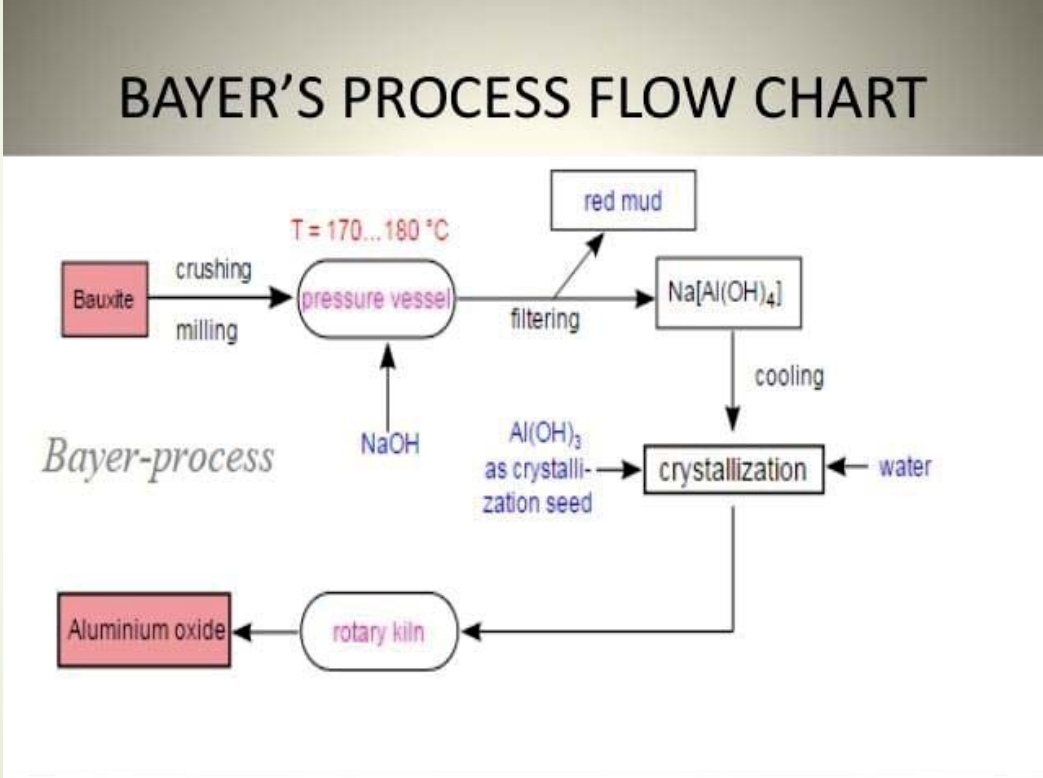 BAYER’S PROCESS FLOW CHART
red mud
T = 170...180 °C
crushing
Bauxite
pressure vessel
Na[Al(OH)₄]
milling
filtering
cooling
NaOH
Bayer-process
Al(OH)₃
as crystalli-
zation seed
crystallization
water
Aluminium oxide
rotary kiln